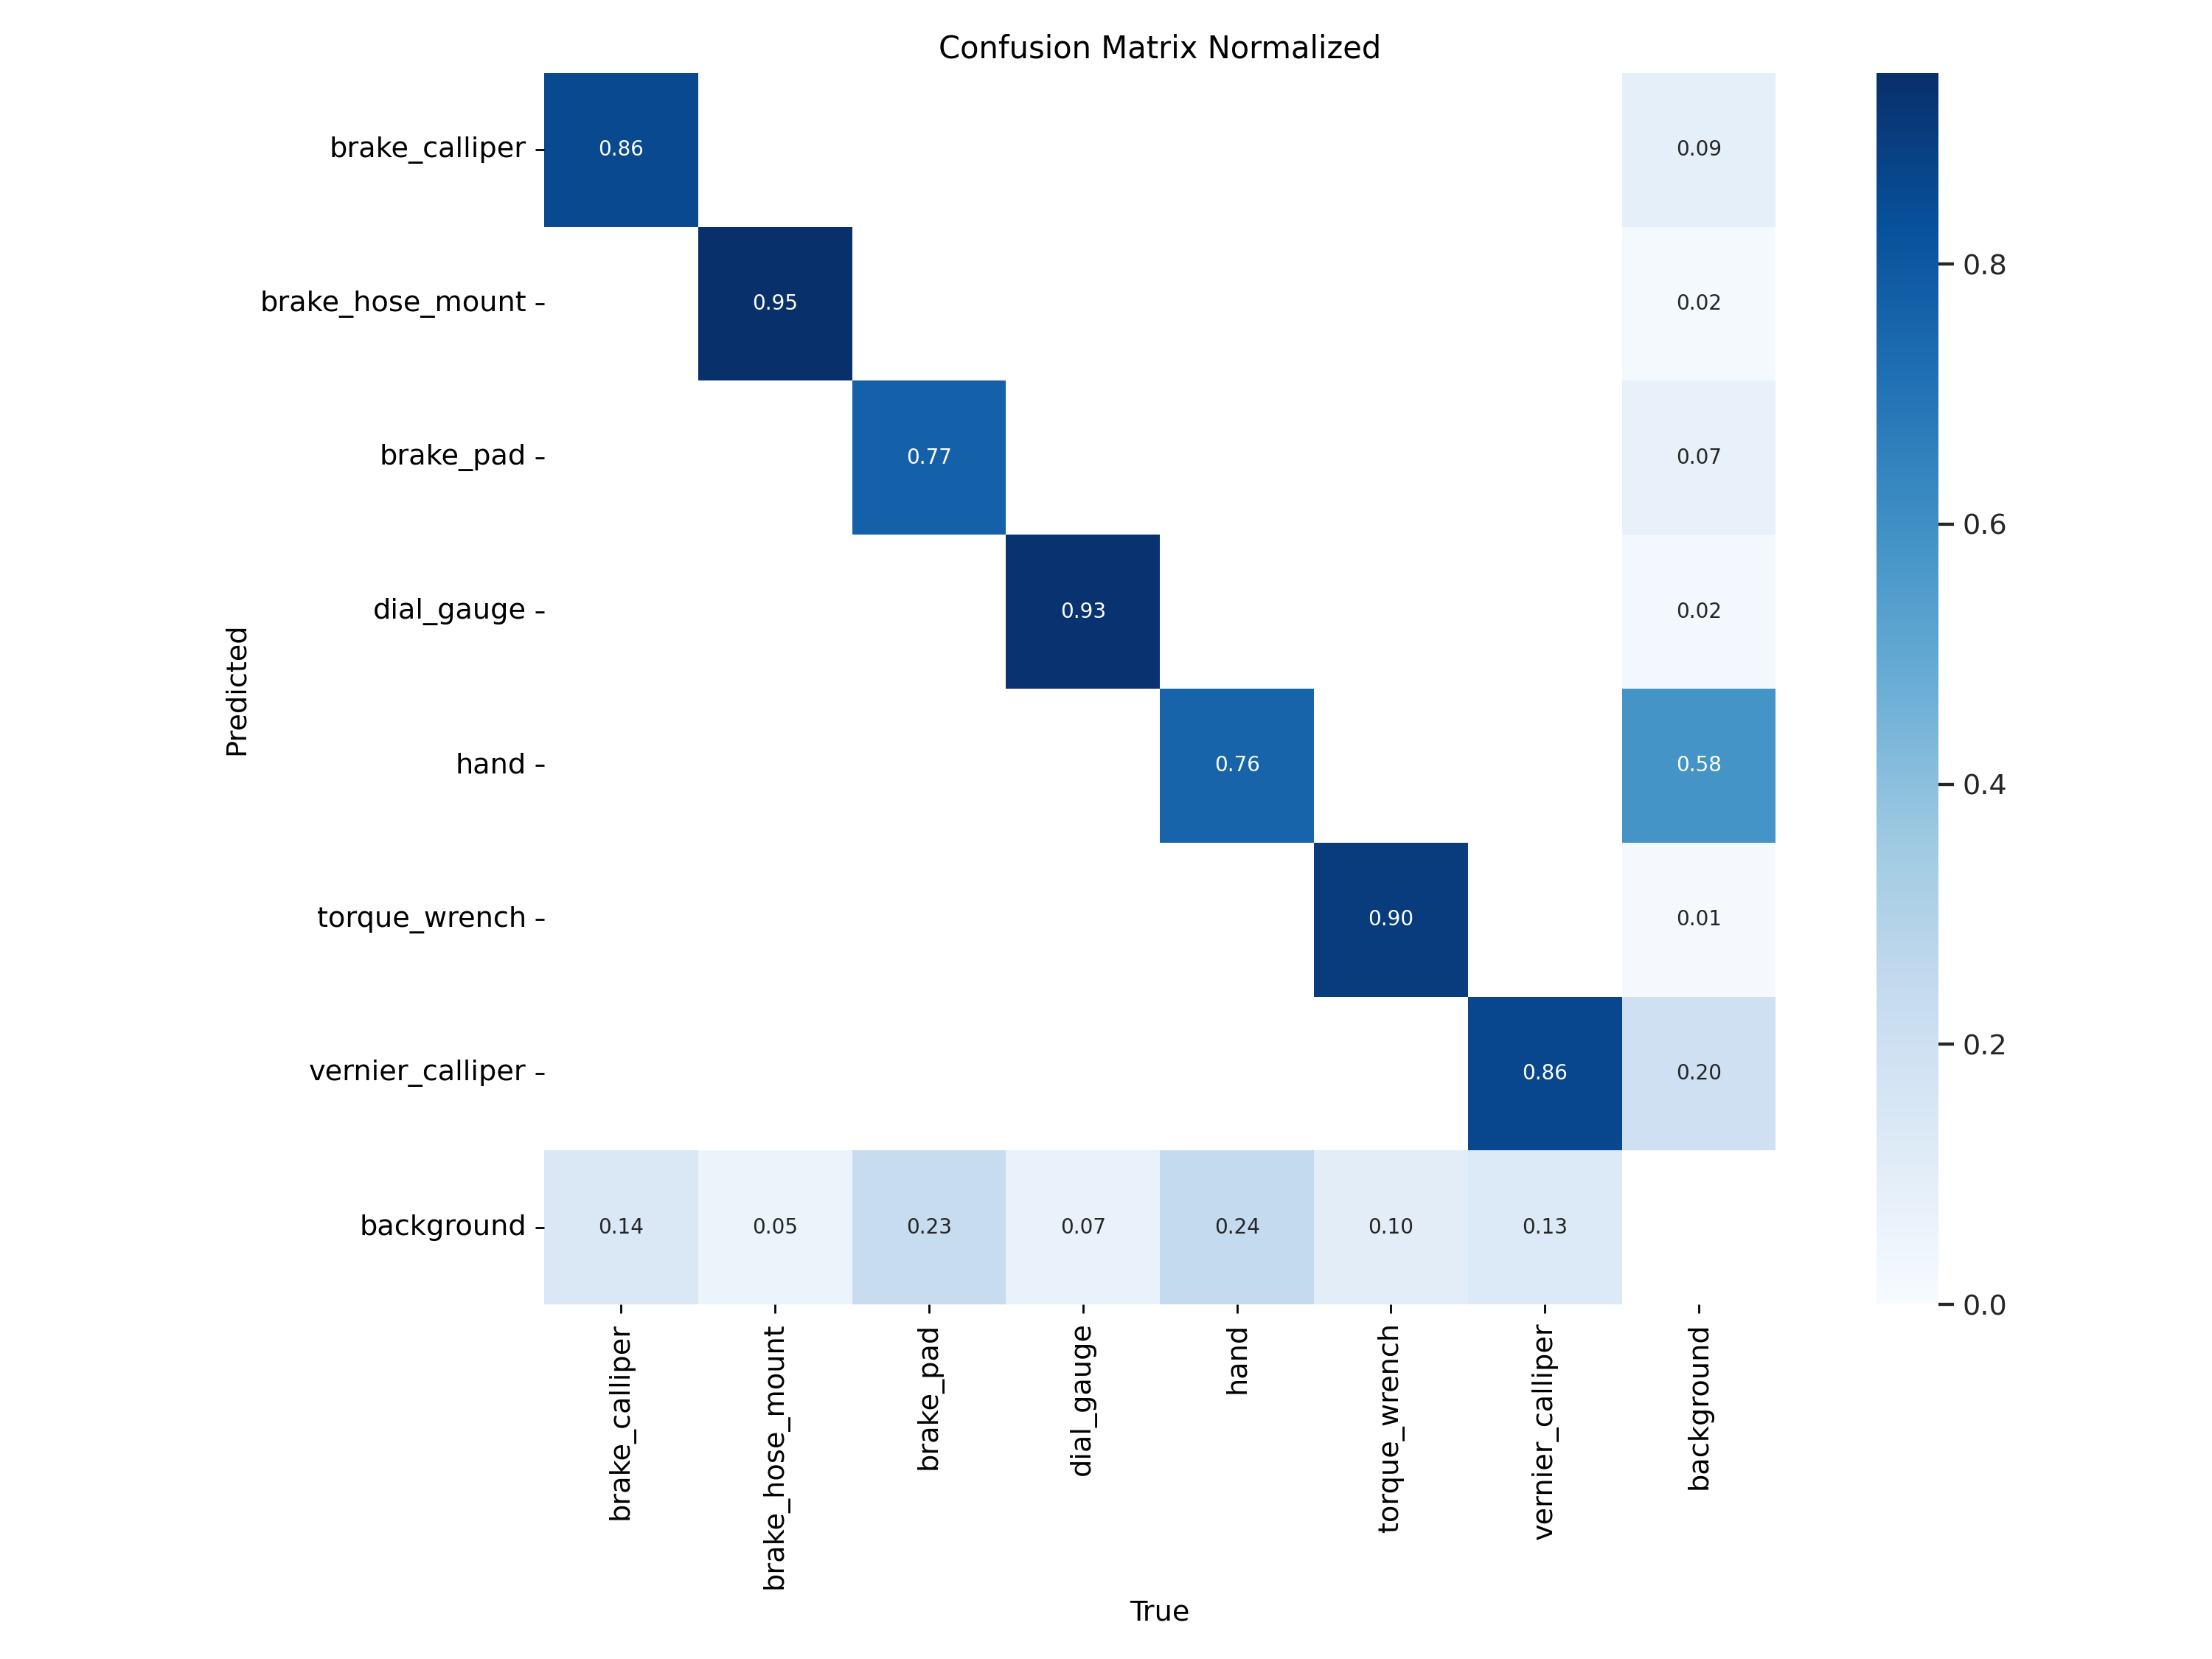 Confusion Matrix Normalized
brake_calliper
0.86
0.09
brake_hose_mount
0.95
0.02
brake_pad
0.77
0.07
dial_gauge
0.93
0.02
hand
0.76
0.58
torque_wrench
0.90
0.01
vernier_calliper
0.86
0.20
background
0.14
0.05
0.23
0.07
0.24
0.10
0.13
Predicted
brake_calliper
brake_hose_mount
brake_pad
dial_gauge
hand
torque_wrench
vernier_calliper
background
True
0.8
0.6
0.4
0.2
0.0